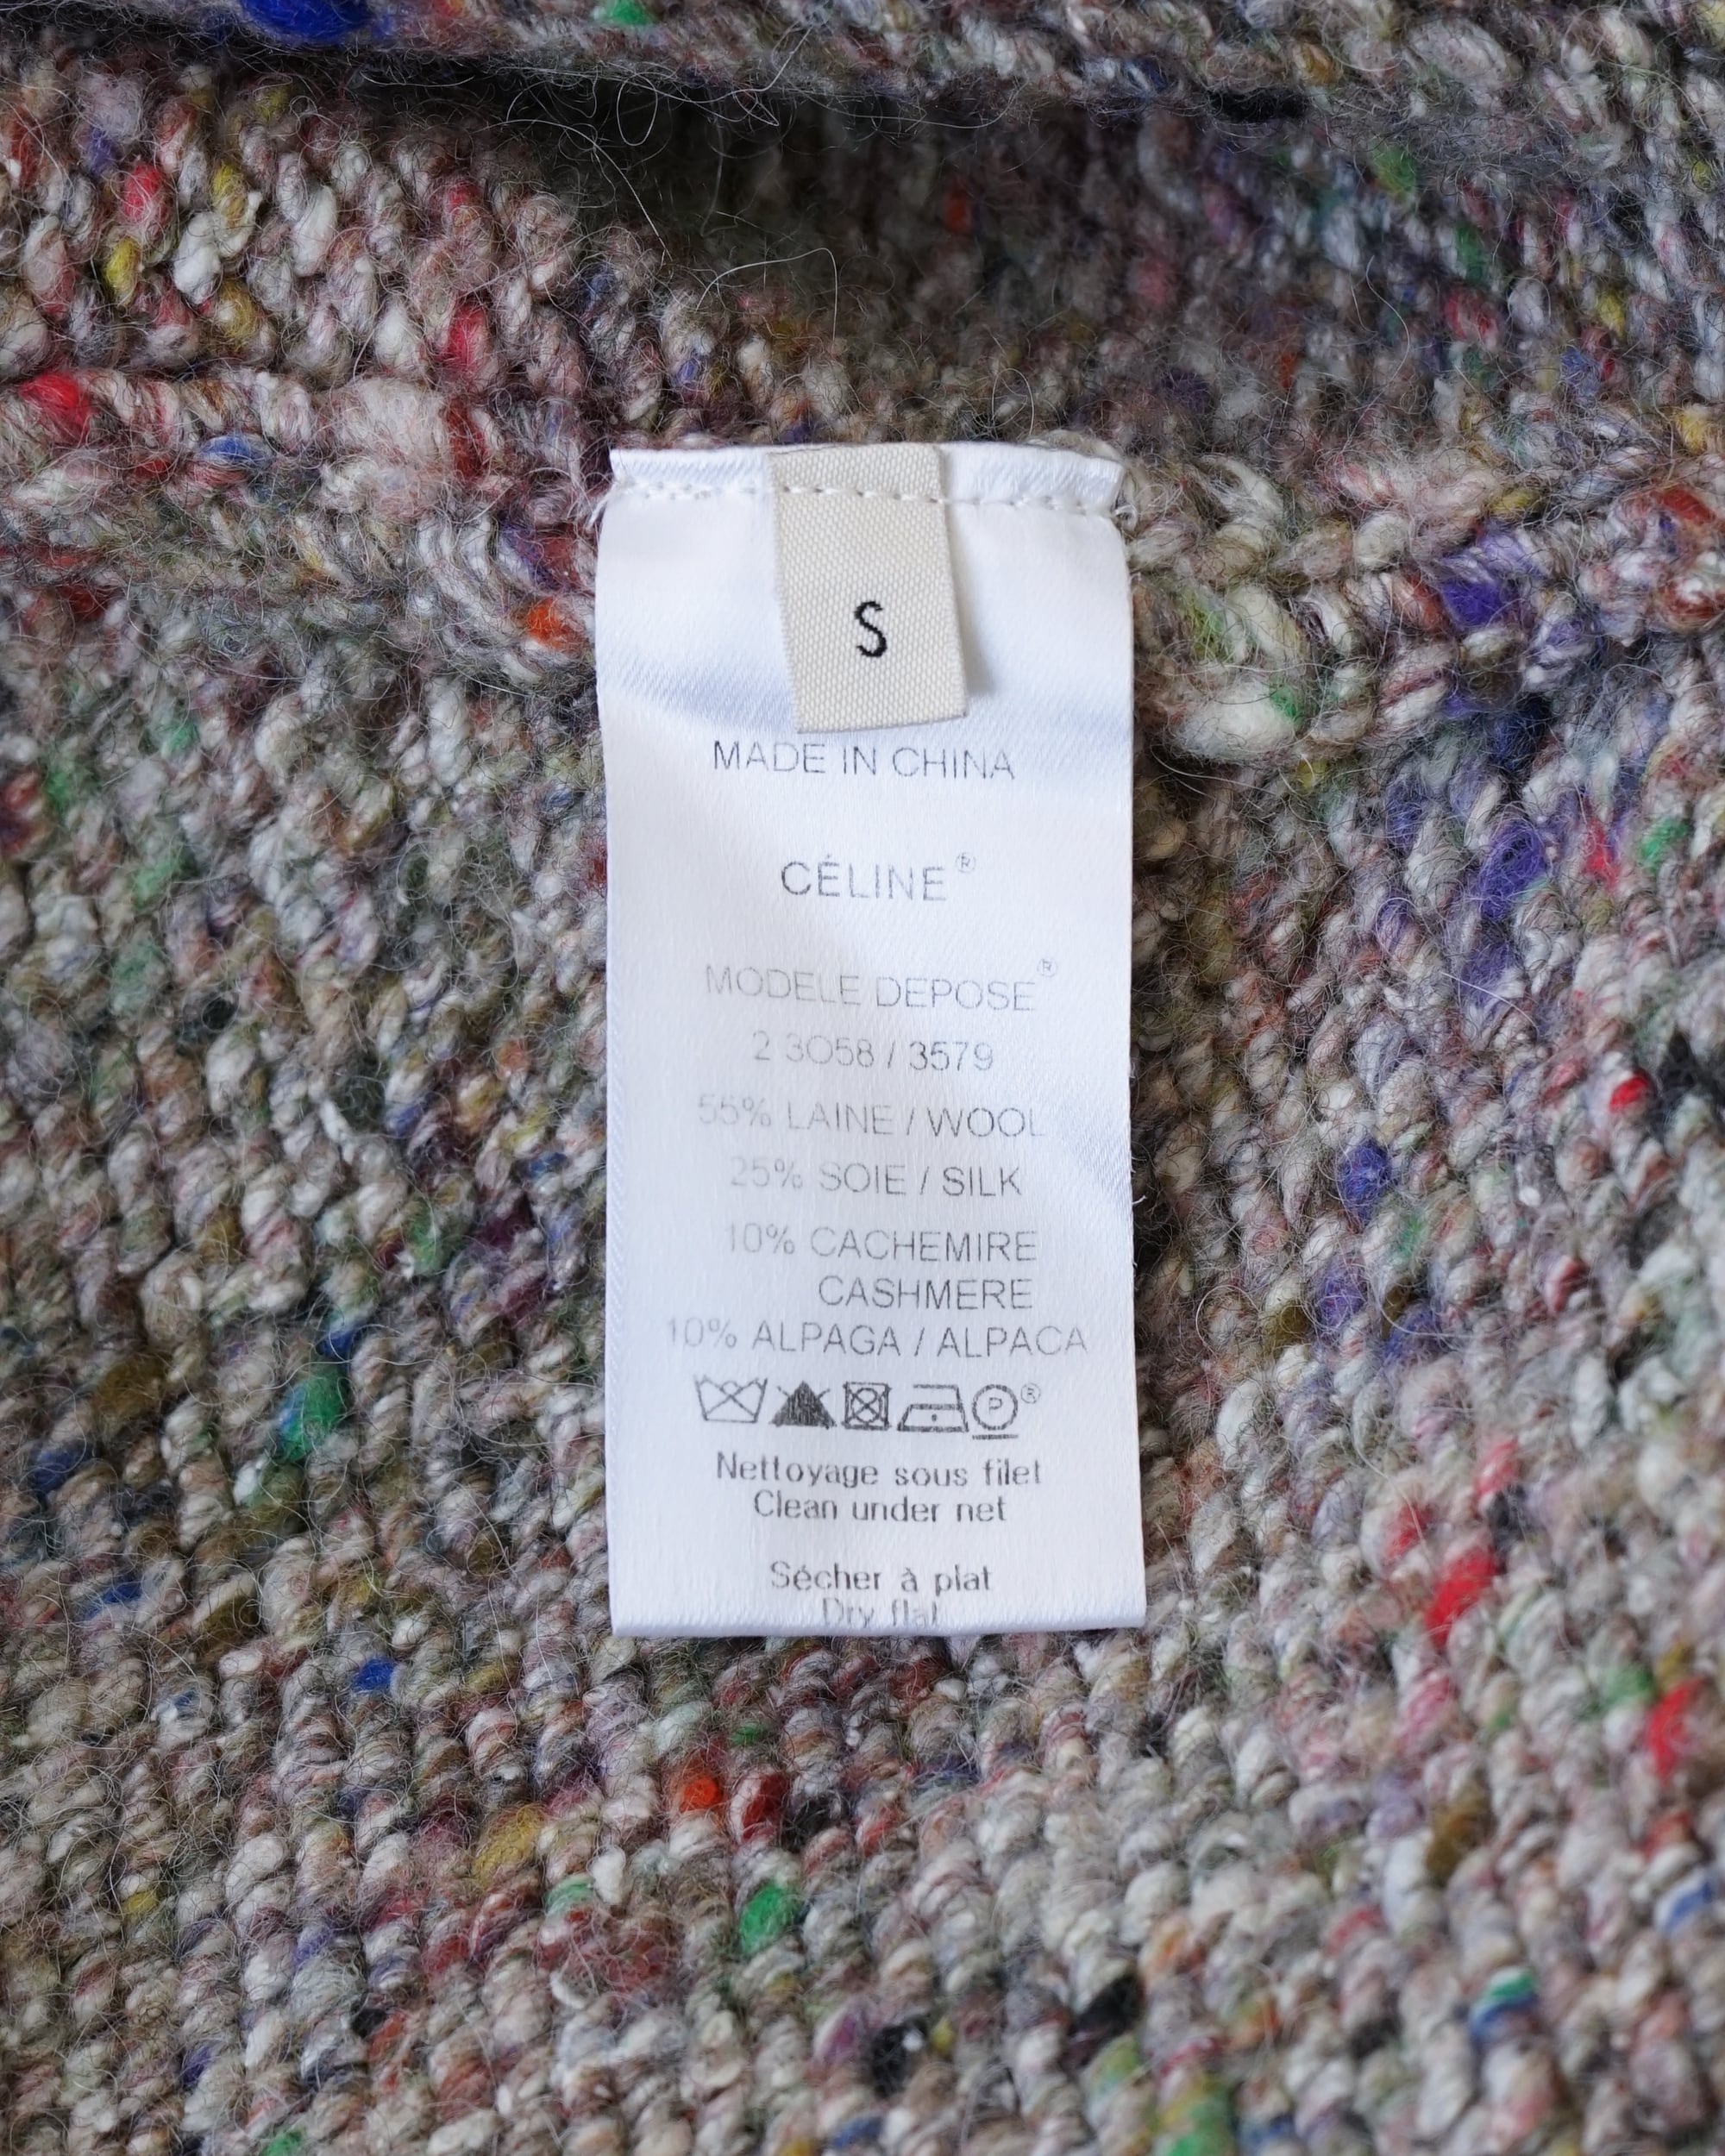 S
MADE IN CHINA
CÉLINE®
MODELE DEPOSE®
2 3O58 / 3579
55% LAINE / WOOL
25% SOIE / SILK
10% CACHEMIRE
CASHMERE
10% ALPAGA / ALPACA
P®
Nettoyage sous filet
Clean under net
Sécher à plat
Dry flat